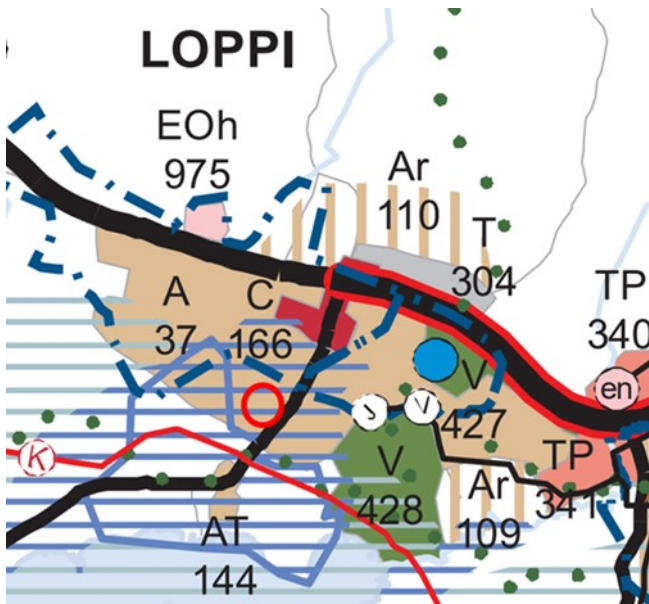 LOPPI
EOh
975
Ar
110
T
304
TP
340
A
37
C
166
en
V
427
J
V
K
V
428
TP
341
Ar
109
AT
144